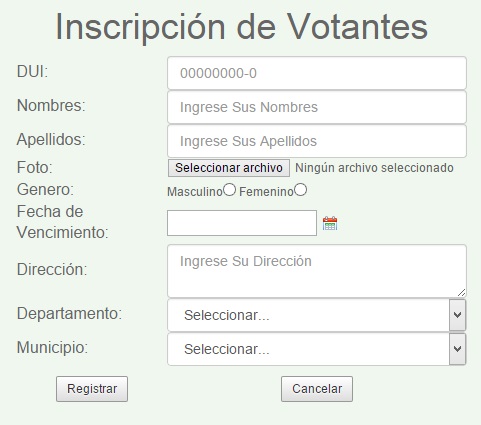 Inscripción de Votantes
DUI: 00000000-0
Nombres: Ingrese Sus Nombres
Apellidos: Ingrese Sus Apellidos
Foto: Seleccionar archivo Ningún archivo seleccionado
Genero: Masculino Femenino
Fecha de
Vencimiento:
Dirección: Ingrese Su Dirección
Departamento: Seleccionar...
Municipio: Seleccionar...
Registrar Cancelar